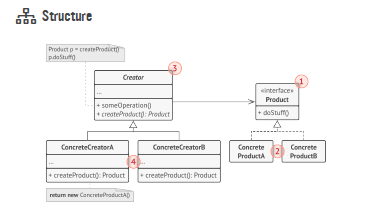 Structure
Product p = createProduct()
p.doStuff()
3
Creator
...
+ someOperation()
+ createProduct(): Product
1
«interface»
Product
+ doStuff()
ConcreteCreatorA
...
+ createProduct(): Product
4
ConcreteCreatorB
...
+ createProduct(): Product
Concrete
ProductA
2
Concrete
ProductB
return new ConcreteProductA()